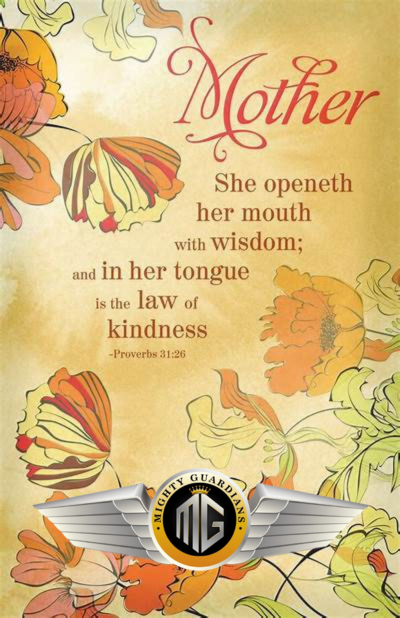 Mother
She openeth
her mouth
with wisdom;
and in her tongue
is the law of
kindness
-Proverbs 31:26
• MIGHTY GUARDIANS •
MG